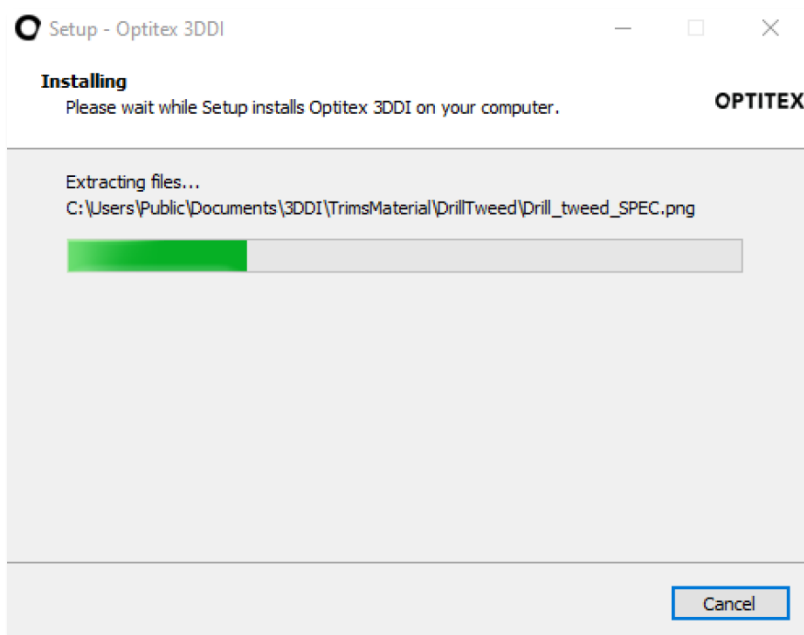 Setup - Optitex 3DDI
Installing
Please wait while Setup installs Optitex 3DDI on your computer.
OPTITEX
Extracting files...
C:\Users\Public\Documents\3DDI\TrimsMaterial\DrillTweed\Drill_tweed_SPEC.png
Cancel